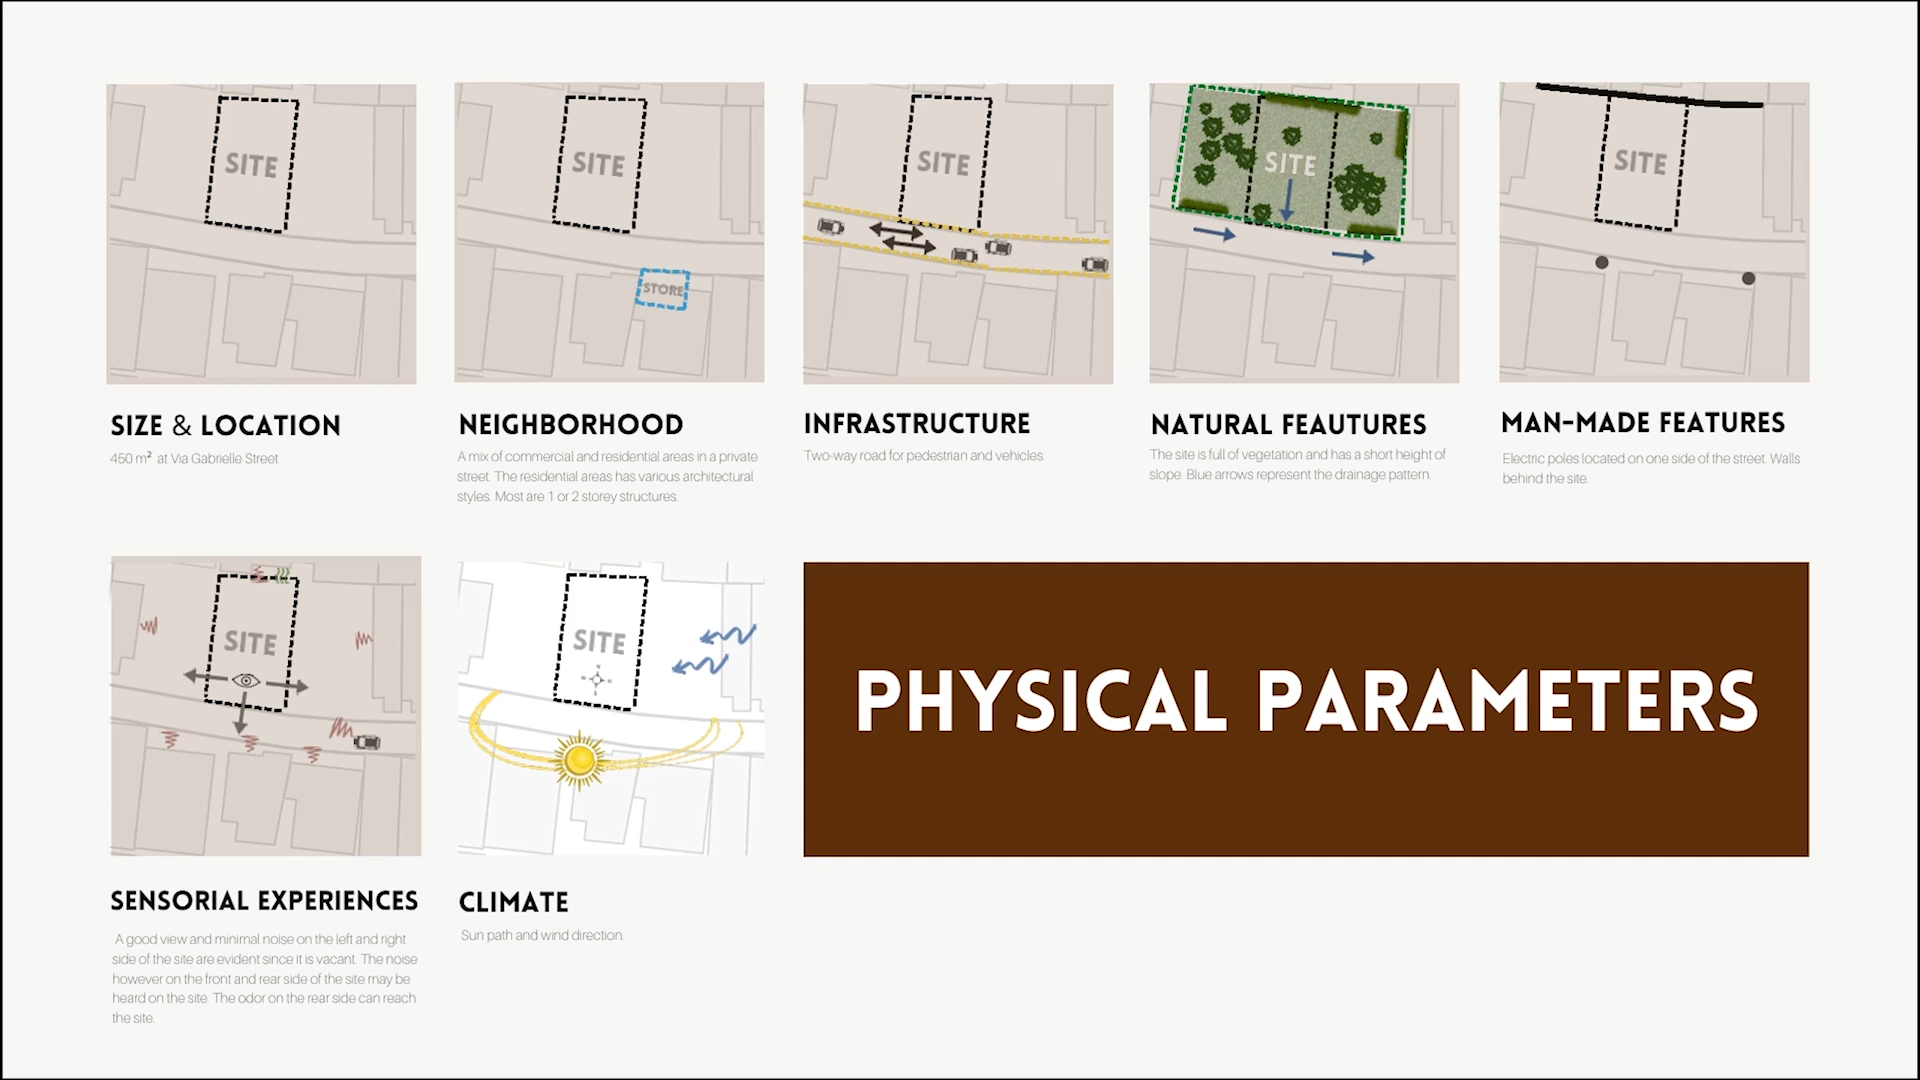 SITE
SITE
STORE
SITE
SITE
SITE
SIZE & LOCATION
450 m² at Via Gabrielle Street
NEIGHBORHOOD
A mix of commercial and residential areas in a private
street. The residential areas has various architectural
styles. Most are 1 or 2 storey structures.
INFRASTRUCTURE
Two-way road for pedestrian and vehicles.
NATURAL FEAUTURES
The site is full of vegetation and has a short height of
slope. Blue arrows represent the drainage pattern.
MAN-MADE FEATURES
Electric poles located on one side of the street. Walls
behind the site.
SITE
SITE
PHYSICAL PARAMETERS
SENSORIAL EXPERIENCES
A good view and minimal noise on the left and right
side of the site are evident since it is vacant. The noise
however on the front and rear side of the site may be
heard on the site. The odor on the rear side can reach
the site.
CLIMATE
Sun path and wind direction.